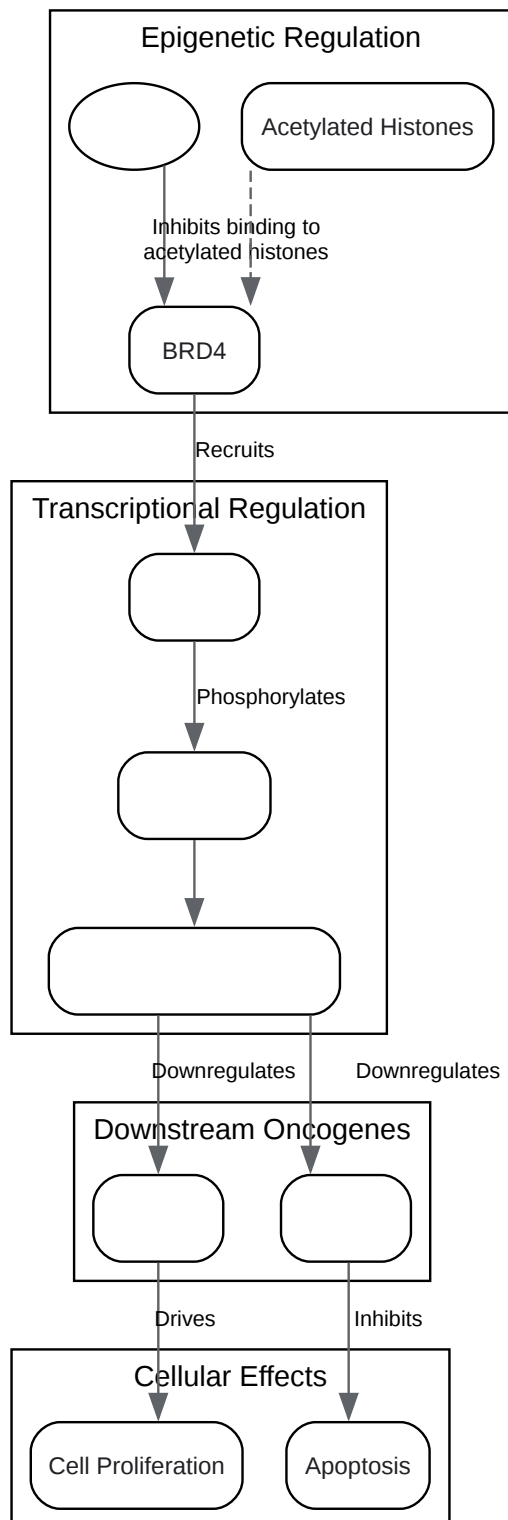 Epigenetic Regulation
Acetylated Histones
Inhibits binding to
acetylated histones
BRD4
Recruits
Transcriptional Regulation
Phosphorylates
Downregulates
Downregulates
Downstream Oncogenes
Drives
Inhibits
Cellular Effects
Cell Proliferation
Apoptosis